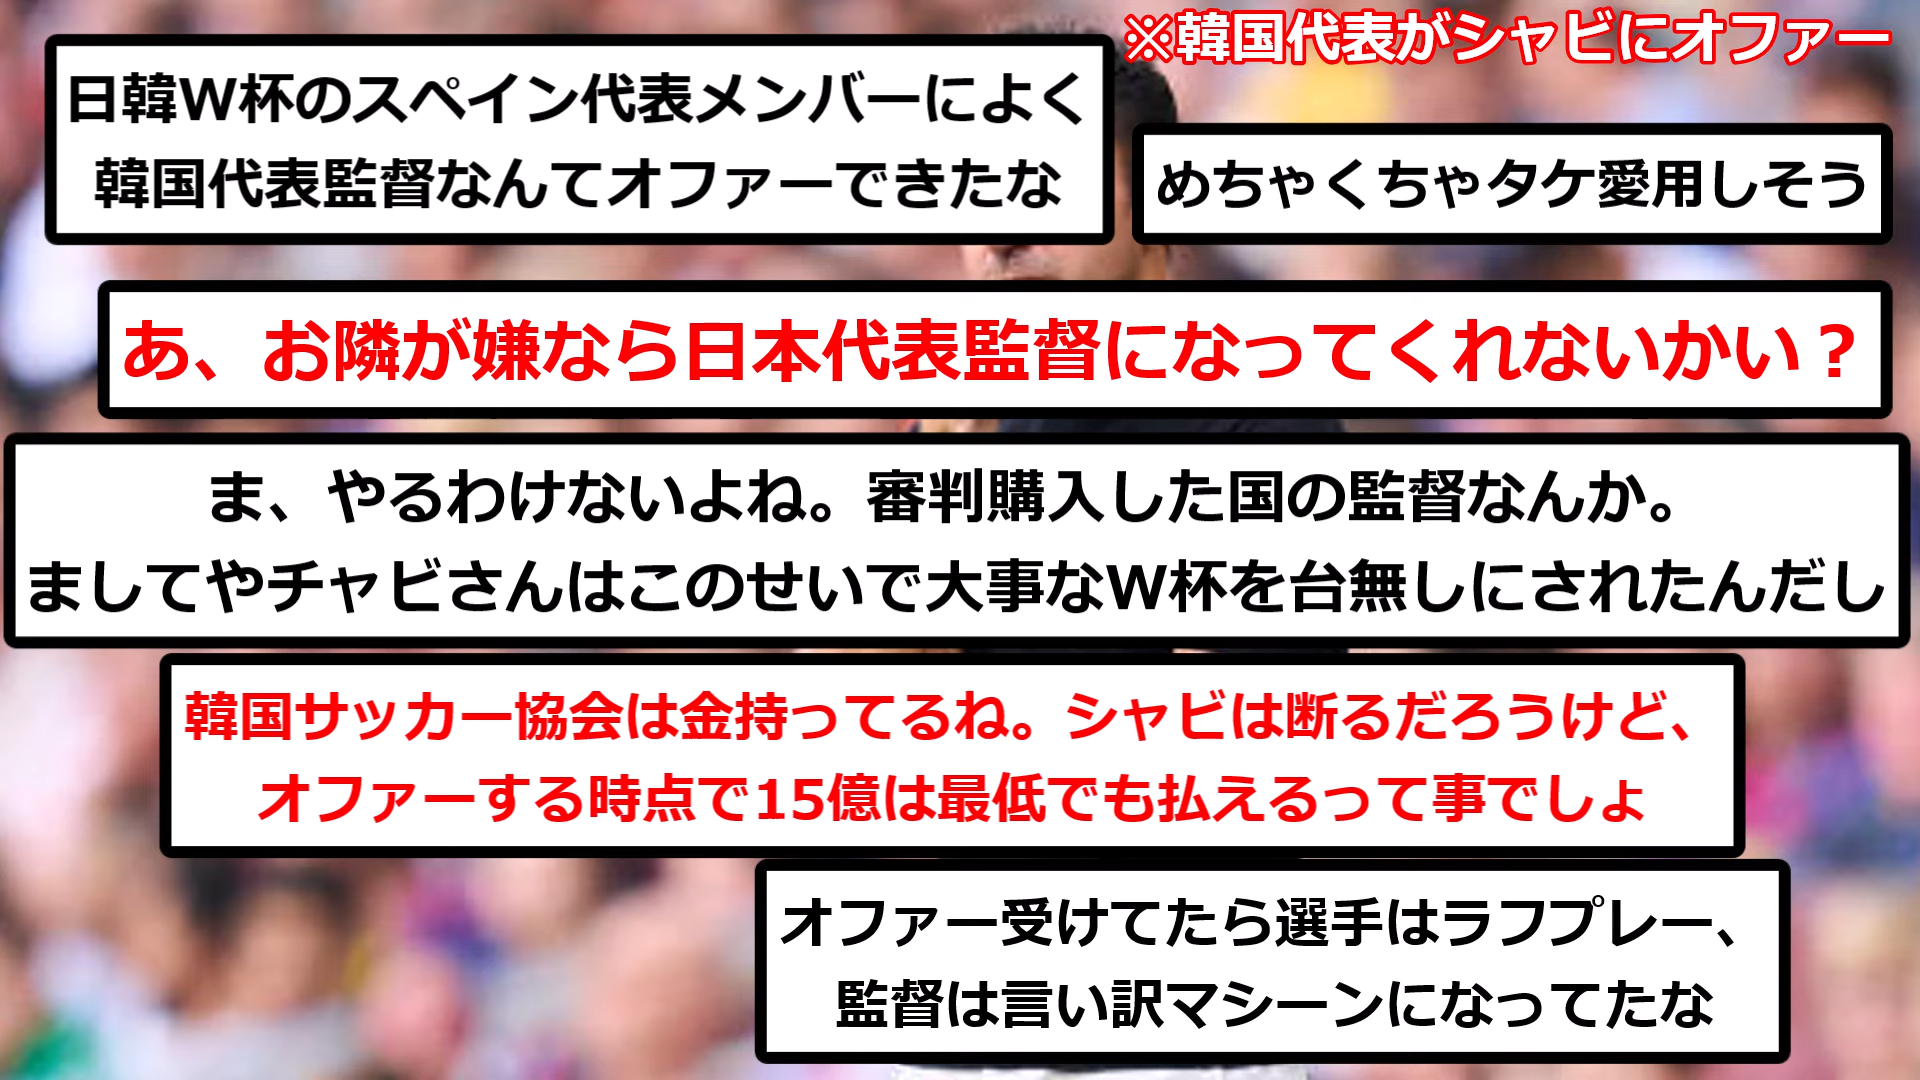 ※韓国代表がシャビにオファー
日韓W杯のスペイン代表メンバーによく
韓国代表監督なんてオファーできたな
めちゃくちゃタケ愛用しそう
あ、お隣が嫌なら日本代表監督になってくれないかい？
ま、やるわけないよね。審判購入した国の監督なんか。
ましてやチャビさんはこのせいで大事なW杯を台無しにされたんだし
韓国サッカー協会は金持ってるね。シャビは断るだろうけど、
オファーする時点で15億は最低でも払えるって事でしょ
オファー受けてたら選手はラフプレー、
監督は言い訳マシーンになってたな